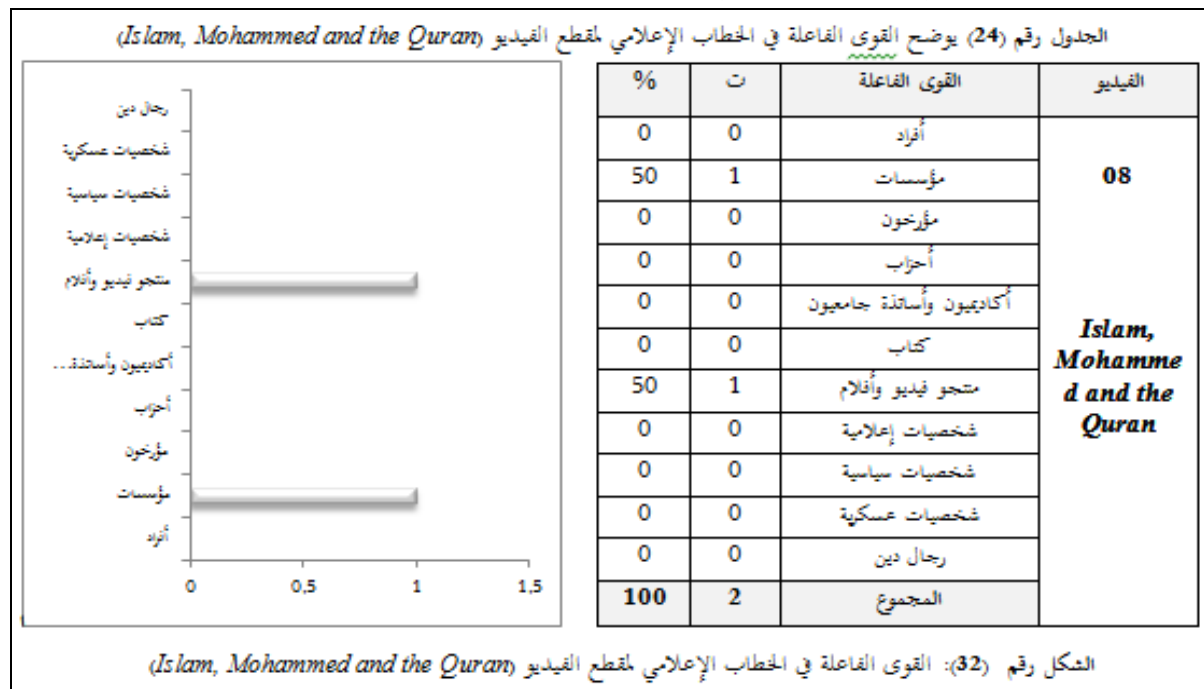 الجدول رقم (24) يوضح القوى الفاعلة في الخطاب الإعلامي لمقطع الفيديو (Islam, Mohammed and the Quran)
الفيديو القوى الفاعلة ت %
أفراد 0 0
08 مؤسسات 1 50
مؤرخون 0 0
أحزاب 0 0
أكاديميون وأساتذة جامعيون 0 0
كتاب 0 0
منتجو فيديو وأفلام 1 50
شخصيات إعلامية 0 0
شخصيات سياسية 0 0
شخصيات عسكرية 0 0
رجال دين 0 0
المجموع 2 100
Islam,
Mohamme
d and the
Quran
رجال دين
شخصيات عسكرية
شخصيات سياسية
شخصيات إعلامية
منتجو فيديو وأفلام
كتاب
أكاديميون وأساتذة...
أحزاب
مؤرخون
مؤسسات
أفراد
0 0,5 1 1,5
الشكل رقم (32): القوى الفاعلة في الخطاب الإعلامي لمقطع الفيديو (Islam, Mohammed and the Quran)